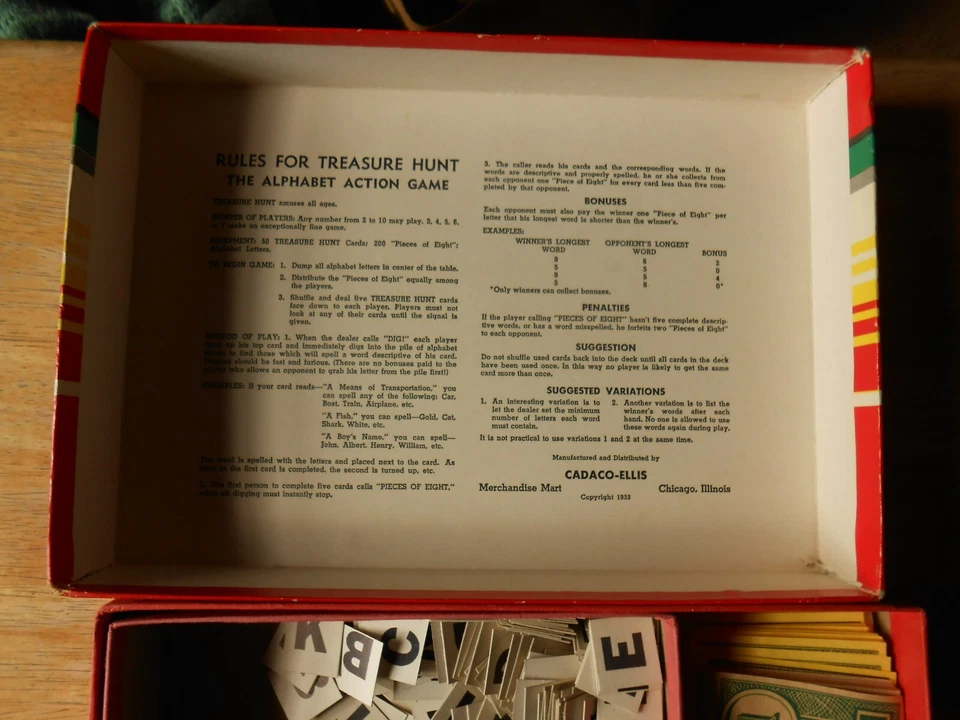 RULES FOR TREASURE HUNT
THE ALPHABET ACTION GAME
TREASURE HUNT amuses all ages.
NUMBER OF PLAYERS: Any number from 2 to 10 may play. 3, 4, 5, 6,
7 make an exceptionally fine game.
EQUIPMENT: 50 TREASURE HUNT Cards; 200 "Pieces of Eight";
Alphabet Letters.
TO BEGIN GAME: 1. Dump all alphabet letters in center of the table.
2. Distribute the "Pieces of Eight" equally among
the players.
3. Shuffle and deal five TREASURE HUNT cards
face down to each player. Players must not
look at any of their cards until the signal is
given.
METHOD OF PLAY: 1. When the dealer calls "DIG!" each player
his top card and immediately digs into the pile of alphabet
to find those which will spell a word descriptive of his card.
should be fast and furious. (There are no bonuses paid to the
who allows an opponent to grab his letter from the pile first!)
EXAMPLES: If your card reads—"A Means of Transportation," you
can spell any of the following: Car,
Boat, Train, Airplane, etc.
"A Fish," you can spell—Gold, Cat,
Shark, White, etc.
"A Boy's Name," you can spell—
John, Albert, Henry, William, etc.
word is spelled with the letters and placed next to the card. As
as the first card is completed, the second is turned up, etc.
first person to complete five cards calls "PIECES OF EIGHT,"
all digging must instantly stop.
3. The caller reads his cards and the corresponding words. If the
words are descriptive and properly spelled, he or she collects from
each opponent one "Piece of Eight" for every card less than five com-
pleted by that opponent.
BONUSES
Each opponent must also pay the winner one "Piece of Eight" per
letter that his longest word is shorter than the winner's.
EXAMPLES:
WINNER'S LONGEST WORD OPPONENT'S LONGEST WORD BONUS
8 6 2
5 5 0
9 5 4
5 8 0*
*Only winners can collect bonuses.
PENALTIES
If the player calling "PIECES OF EIGHT" hasn't five complete descrip-
tive words, or has a word misspelled, he forfeits two "Pieces of Eight"
to each opponent.
SUGGESTION
Do not shuffle used cards back into the deck until all cards in the deck
have been used once. In this way no player is likely to get the same
card more than once.
SUGGESTED VARIATIONS
1. An interesting variation is to
let the dealer set the minimum
number of letters each word
must contain.
2. Another variation is to list the
winner's words after each
hand. No one is allowed to use
these words again during play.
It is not practical to use variations 1 and 2 at the same time.
Manufactured and Distributed by
CADACO-ELLIS
Merchandise Mart Chicago, Illinois
Copyright 1953
K
B
C
D
E